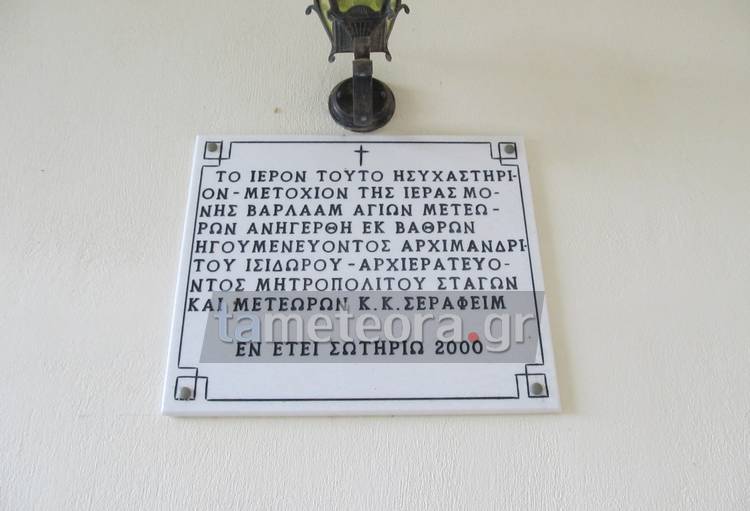 ΤΟ ΙΕΡΟΝ ΤΟΥΤΟ ΗΣΥΧΑΣΤΗΡΙ-
ΟΝ-ΜΕΤΟΧΙΟΝ ΤΗΣ ΙΕΡΑΣ ΜΟ-
ΝΗΣ ΒΑΡΛΑΑΜ ΑΓΙΩΝ ΜΕΤΕΩ-
ΡΩΝ ΑΝΗΓΕΡΘΗ ΕΚ ΒΑΘΡΩΝ
ΗΓΟΥΜΕΝΕΥΟΝΤΟΣ ΑΡΧΙΜΑΝΔΡΙ-
ΤΟΥ ΙΣΙΔΩΡΟΥ-ΑΡΧΙΕΡΑΤΕΥΟ-
ΝΤΟΣ ΜΗΤΡΟΠΟΛΙΤΟΥ ΣΤΑΓΩΝ
ΚΑΙ ΜΕΤΕΩΡΩΝ Κ.Κ.ΣΕΡΑΦΕΙΜ
tameteora.gr
ΕΝ ΕΤΕΙ ΣΩΤΗΡΙΩ 2000